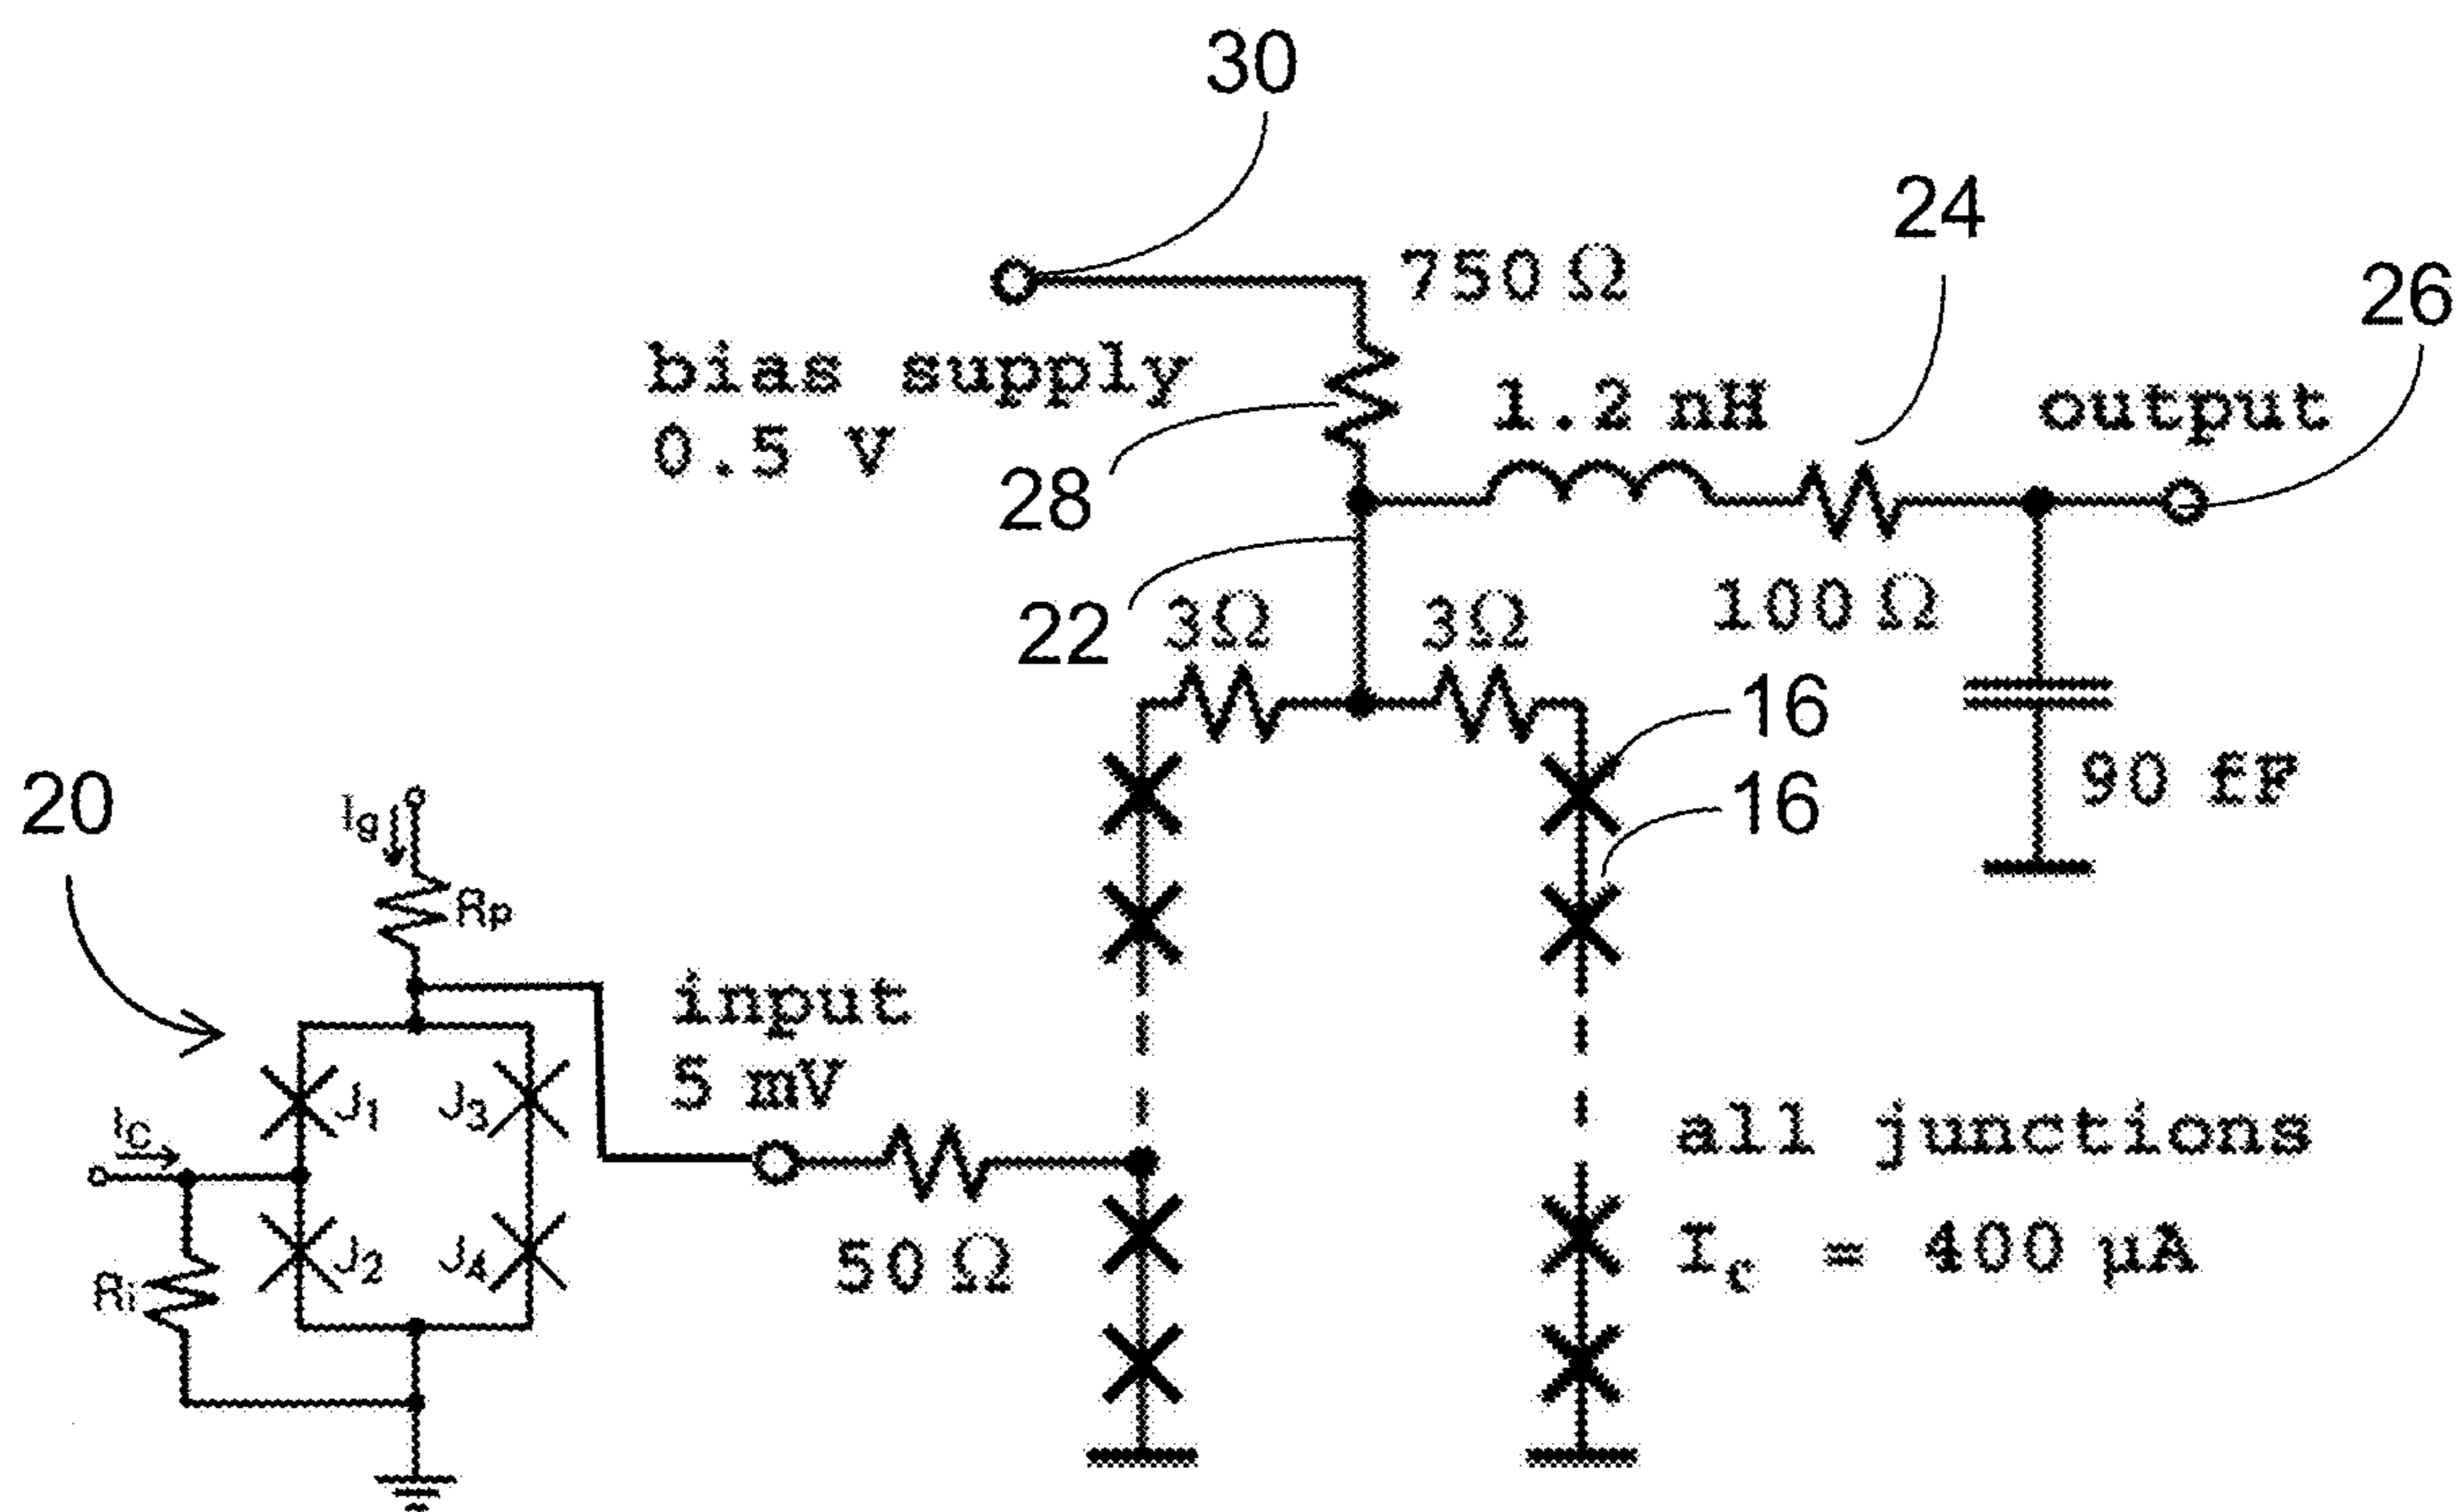 30
24
750 Ω
26
bias supply
0.5 V
1.2 nH
output
28
22
3Ω
3Ω
100 Ω
16
16
20
90 fF
Ig
Rp
input
5 mV
IC
J1
J3
all junctions
Ri
J2
J4
50 Ω
Ic = 400 µA